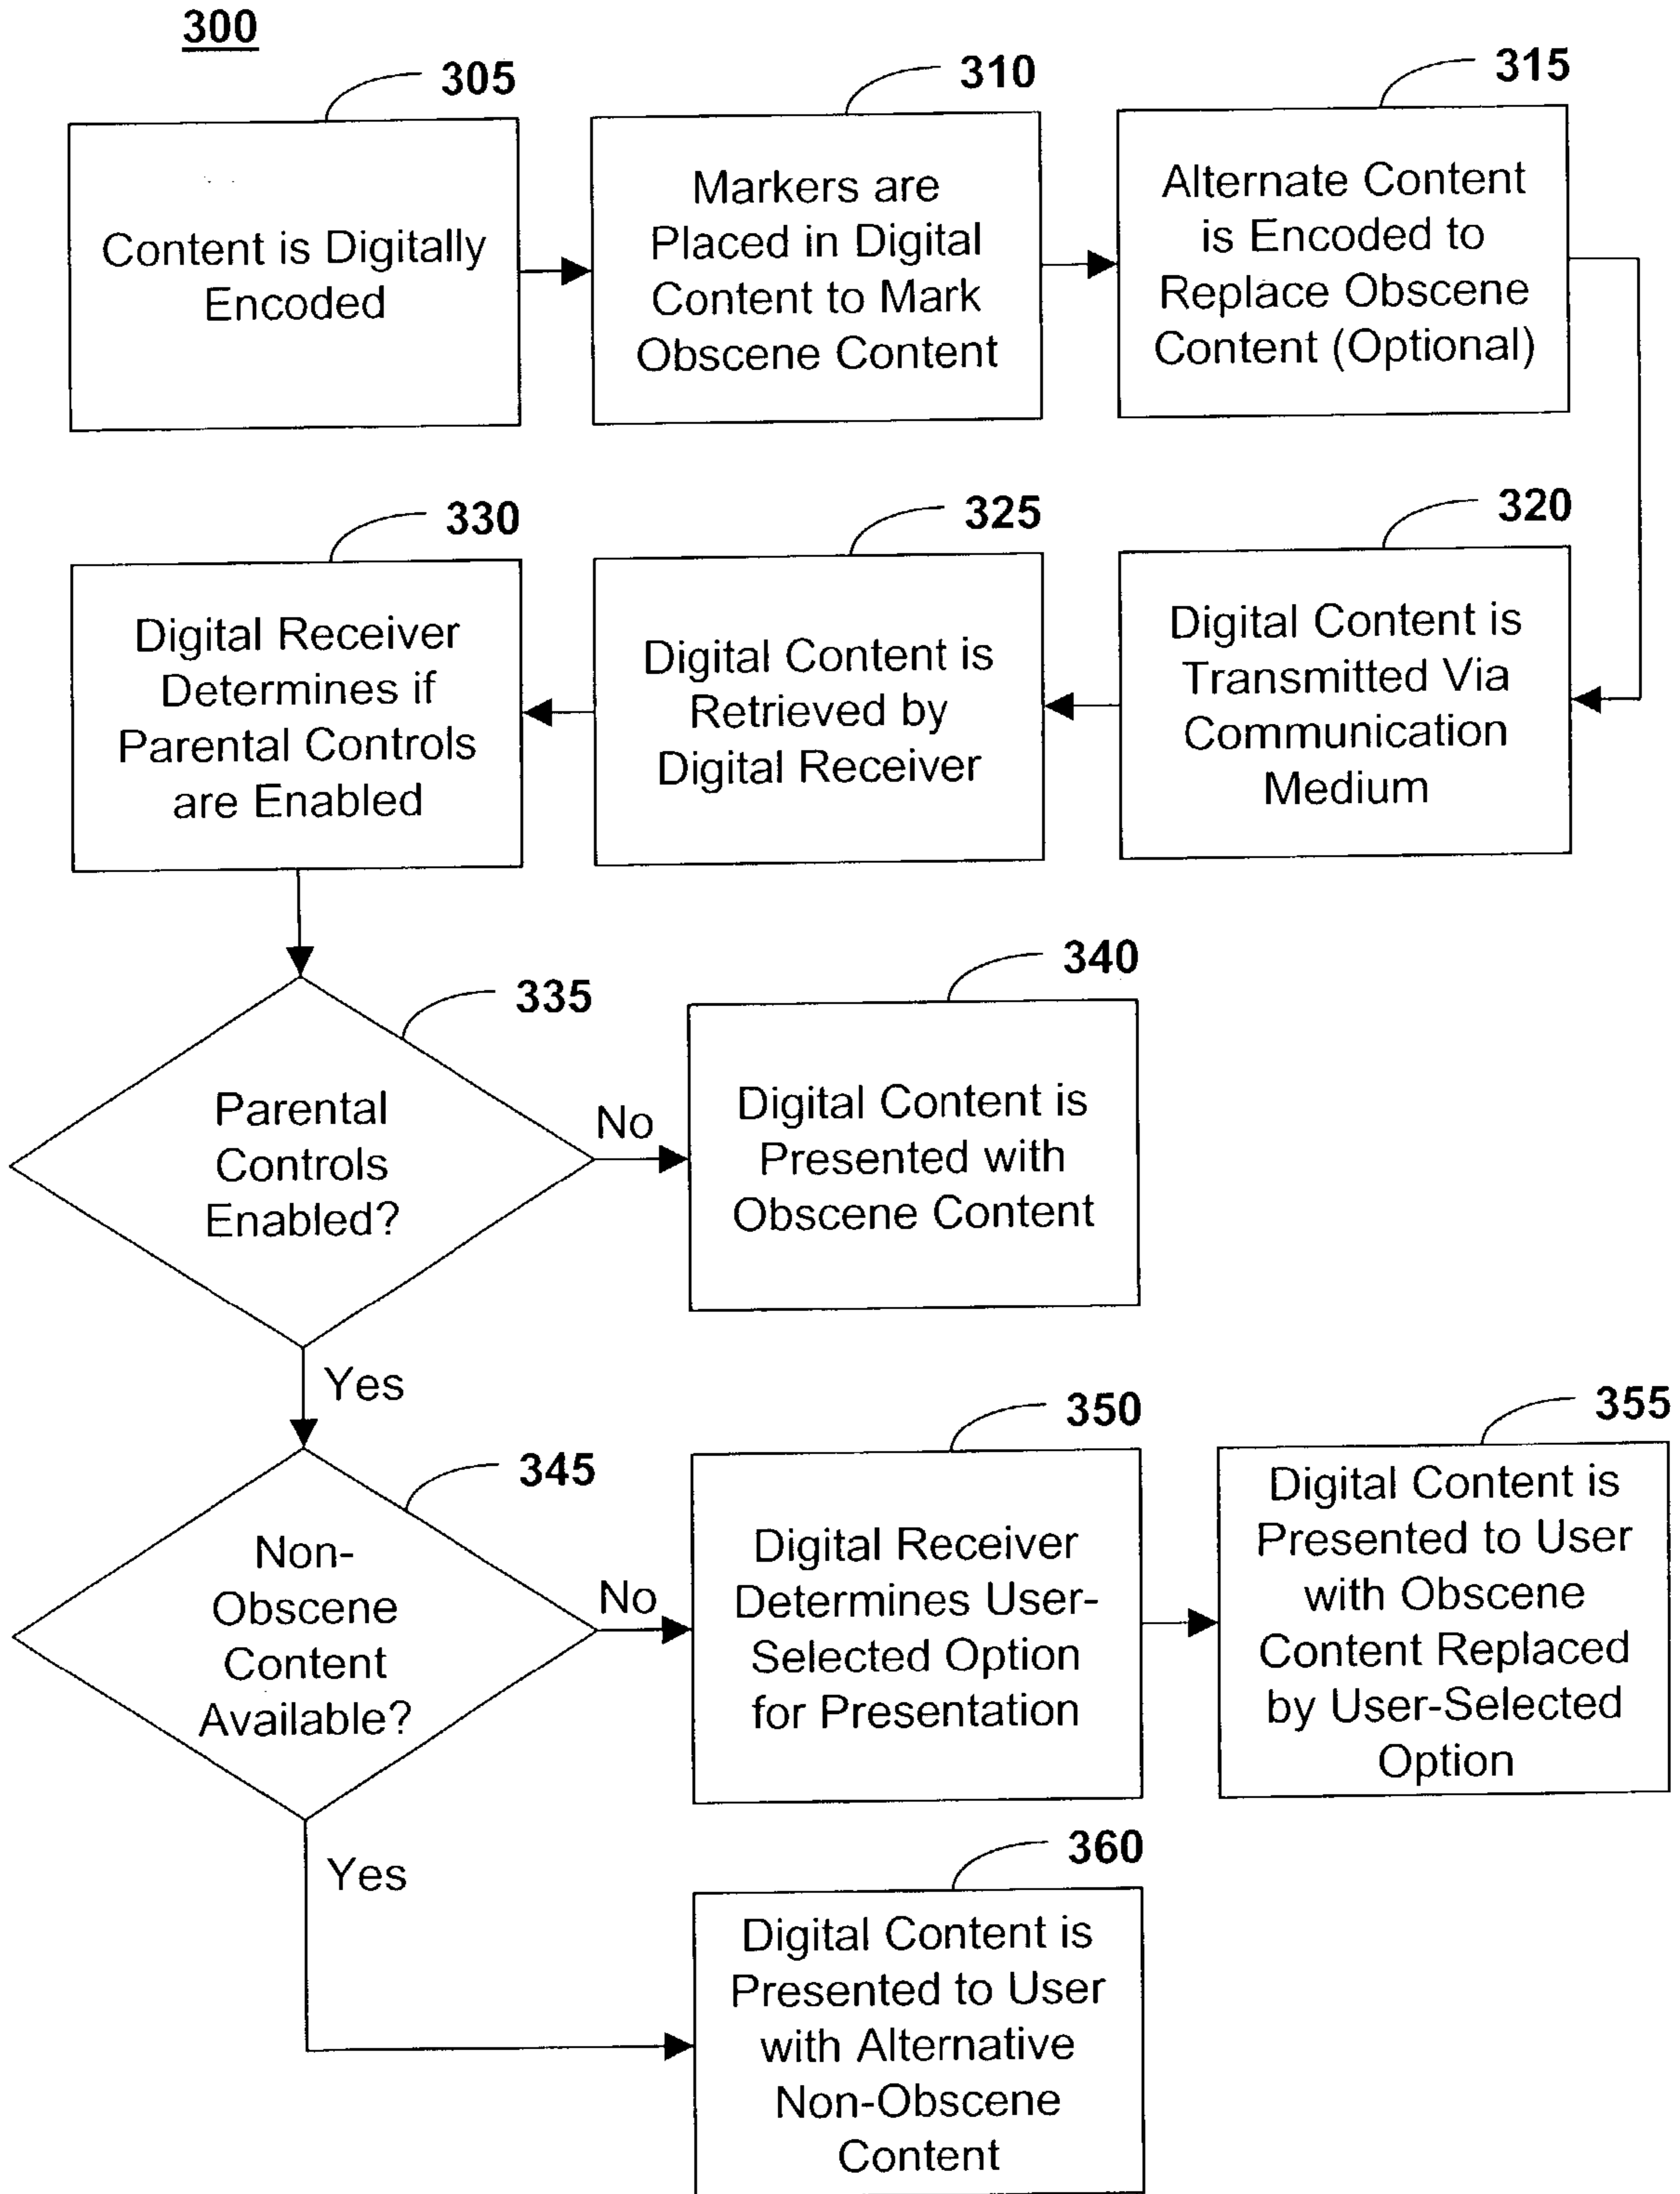 300
305
Content is Digitally
Encoded
310
Markers are
Placed in Digital
Content to Mark
Obscene Content
315
Alternate Content
is Encoded to
Replace Obscene
Content (Optional)
320
Digital Content is
Transmitted Via
Communication
Medium
325
Digital Content is
Retrieved by
Digital Receiver
330
Digital Receiver
Determines if
Parental Controls
are Enabled
335
Parental
Controls
Enabled?
No
340
Digital Content is
Presented with
Obscene Content
Yes
345
Non-
Obscene
Content
Available?
No
350
Digital Receiver
Determines User-
Selected Option
for Presentation
355
Digital Content is
Presented to User
with Obscene
Content Replaced
by User-Selected
Option
Yes
360
Digital Content is
Presented to User
with Alternative
Non-Obscene
Content